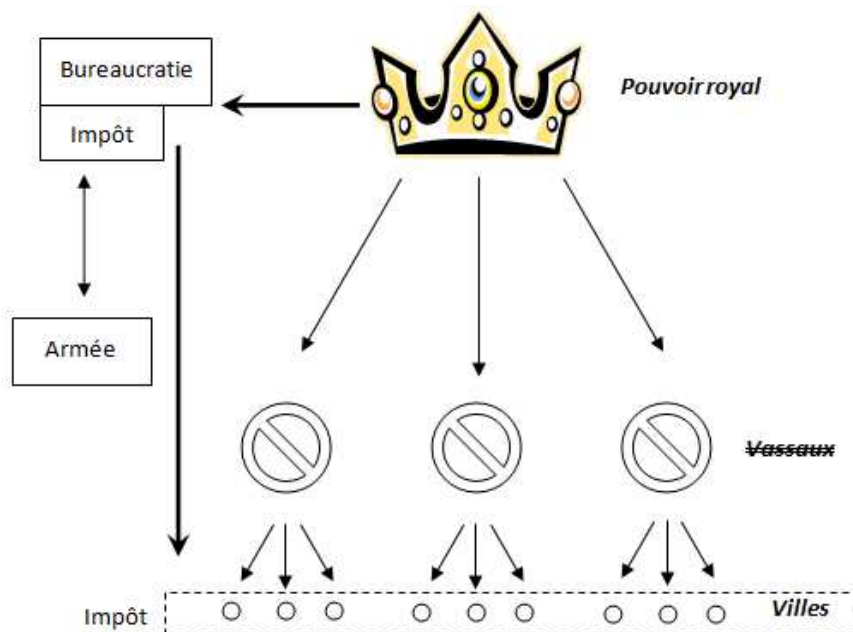 Bureaucratie
Pouvoir royal
Impôt
Armée
Vassaux
Impôt
Villes